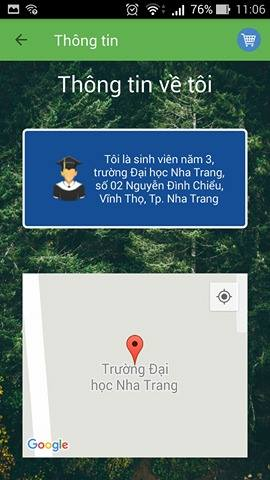 76% 11:06
Thông tin
Thông tin về tôi
Tôi là sinh viên năm 3,
trường Đại học Nha Trang,
số 02 Nguyễn Đình Chiểu,
Vĩnh Thọ, Tp. Nha Trang
Trường Đại
học Nha Trang
Google